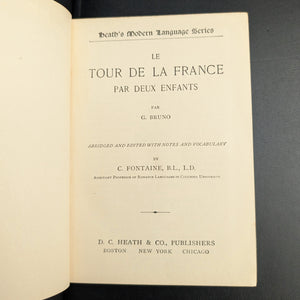 Heath's Modern Language Series
LE
TOUR DE LA FRANCE
PAR DEUX ENFANTS
PAR
G. BRUNO
ABRIDGED AND EDITED WITH NOTES AND VOCABULARY
BY
C. FONTAINE, B.L., L.D.
ASSISTANT PROFESSOR OF ROMANCE LANGUAGES IN COLUMBIA UNIVERSITY
D. C. HEATH & CO., PUBLISHERS
BOSTON NEW YORK CHICAGO